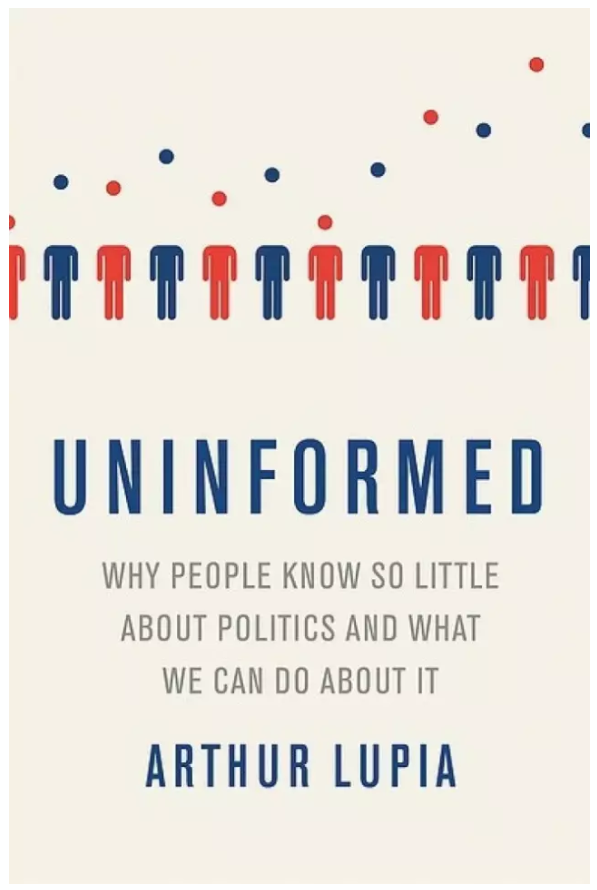 UNINFORMED
WHY PEOPLE KNOW SO LITTLE
ABOUT POLITICS AND WHAT
WE CAN DO ABOUT IT
ARTHUR LUPIA